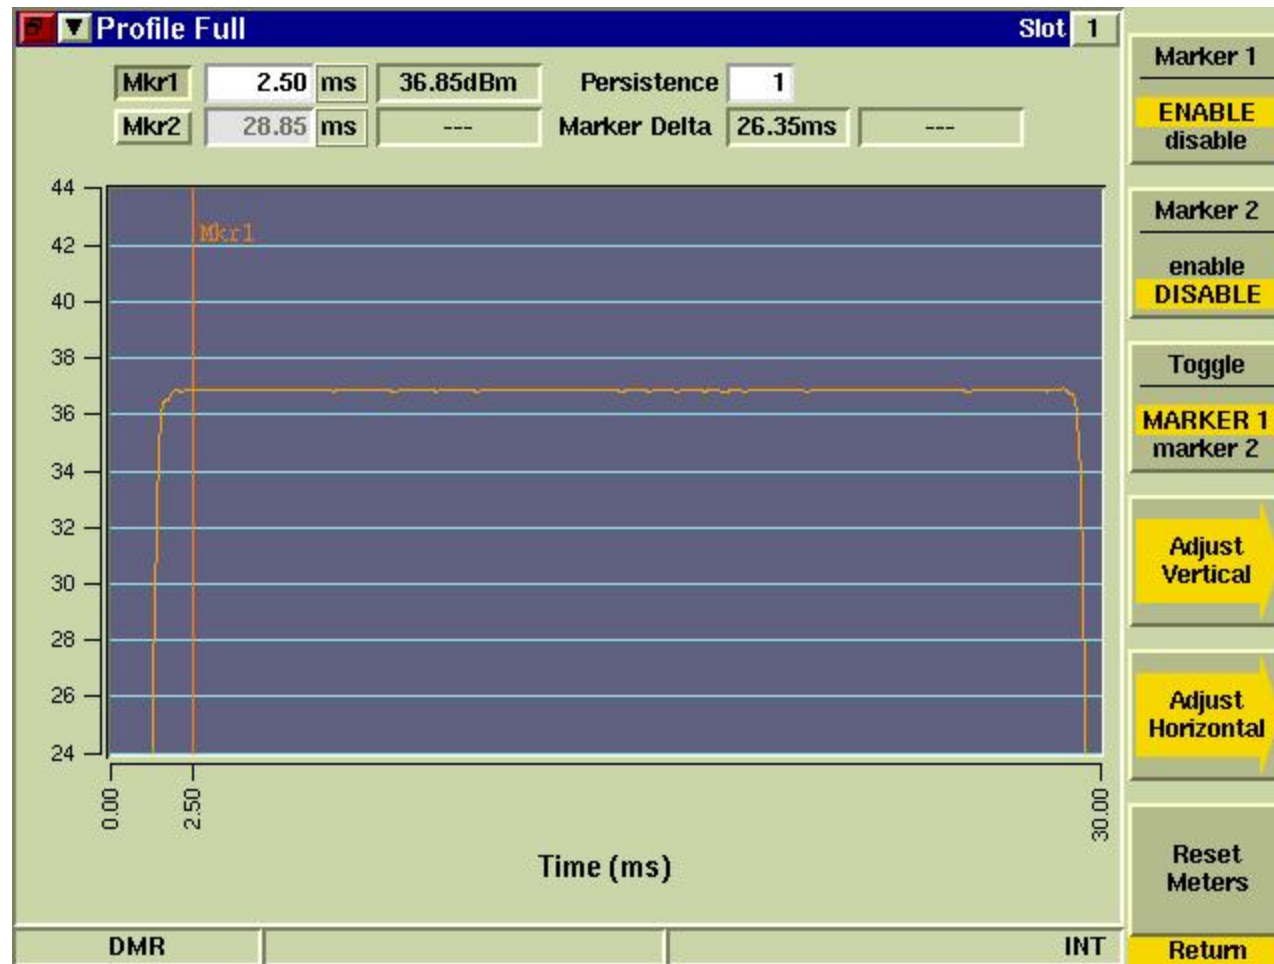 Profile Full Slot 1
Mkr1 2.50 ms 36.85dBm Persistence 1
Mkr2 28.85 ms --- Marker Delta 26.35ms ---
44
Mkr1
42
40
38
36
34
32
30
28
26
24
0.00 2.50 30.00
Time (ms)
DMR INT
Marker 1
ENABLE
disable
Marker 2
enable
DISABLE
Toggle
MARKER 1
marker 2
Adjust
Vertical
Adjust
Horizontal
Reset
Meters
Return